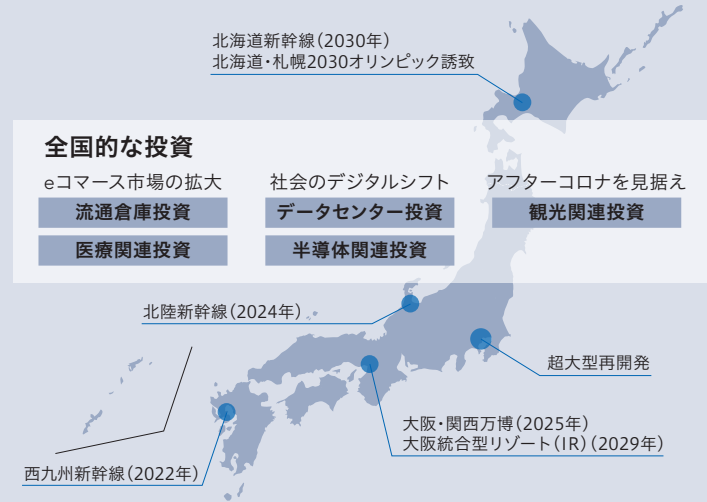 北海道新幹線（2030年）
北海道・札幌2030オリンピック誘致
全国的な投資
eコマース市場の拡大
流通倉庫投資
医療関連投資
社会のデジタルシフト
データセンター投資
半導体関連投資
アフターコロナを見据え
観光関連投資
北陸新幹線（2024年）
超大型再開発
大阪・関西万博（2025年）
大阪統合型リゾート（IR）（2029年）
西九州新幹線（2022年）